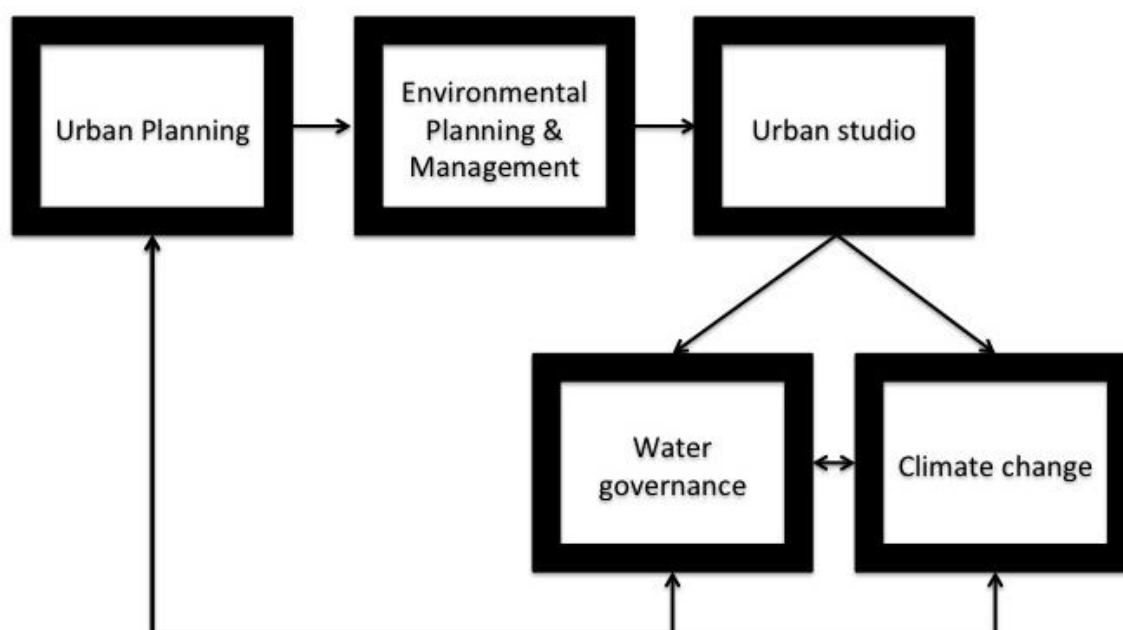 Urban Planning
Environmental
Planning &
Management
Urban studio
Water
governance
Climate change